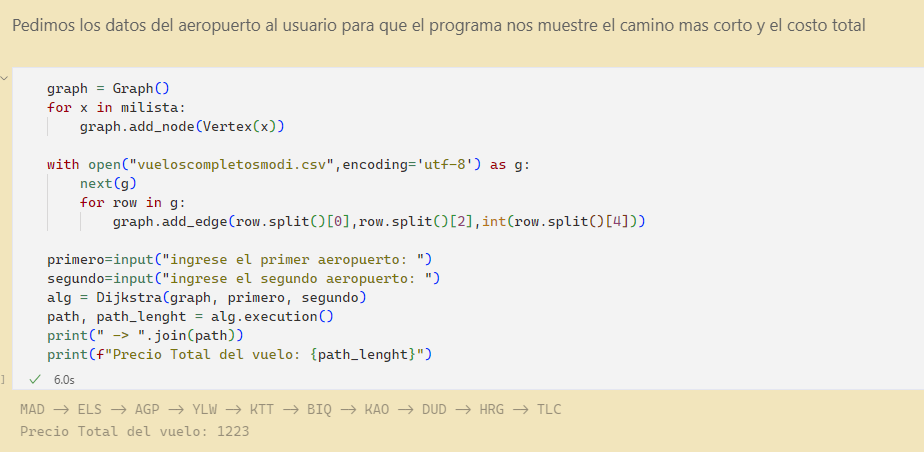 Pedimos los datos del aeropuerto al usuario para que el programa nos muestre el camino mas corto y el costo total
graph = Graph()
for x in milista:
    graph.add_node(Vertex(x))
with open("vueloscompletosmodi.csv",encoding='utf-8') as g:
    next(g)
    for row in g:
        graph.add_edge(row.split()[0],row.split()[2],int(row.split()[4]))
primero=input("ingrese el primer aeropuerto: ")
segundo=input("ingrese el segundo aeropuerto: ")
alg = Dijkstra(graph, primero, segundo)
path, path_lenght = alg.execution()
print(" -> ".join(path))
print(f"Precio Total del vuelo: {path_lenght}")
] ✓ 6.0s
MAD -> ELS -> AGP -> YLW -> KTT -> BIQ -> KAO -> DUD -> HRG -> TLC
Precio Total del vuelo: 1223